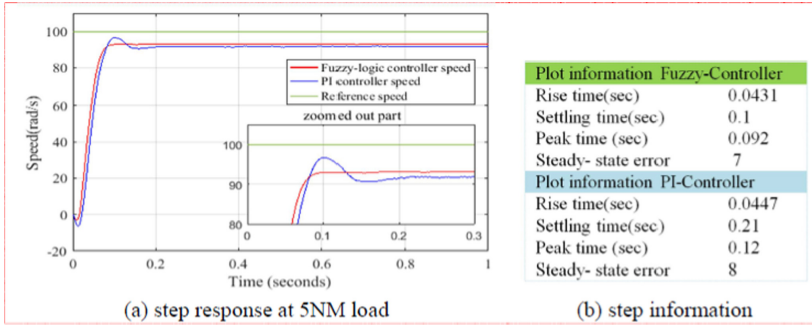 100
80
60
40
20
0
-20
Speed(rad/s)
Fuzzy-logic controller speed
PI controller speed
Reference speed
zoomed out part
100
90
80
0
0.1
0.2
0.3
0
0.2
0.4
0.6
0.8
1
Time (seconds)
(a) step response at 5NM load
Plot information Fuzzy-Controller
Rise time(sec) 0.0431
Settling time(sec) 0.1
Peak time (sec) 0.092
Steady- state error 7
Plot information PI-Controller
Rise time(sec) 0.0447
Settling time(sec) 0.21
Peak time (sec) 0.12
Steady- state error 8
(b) step information